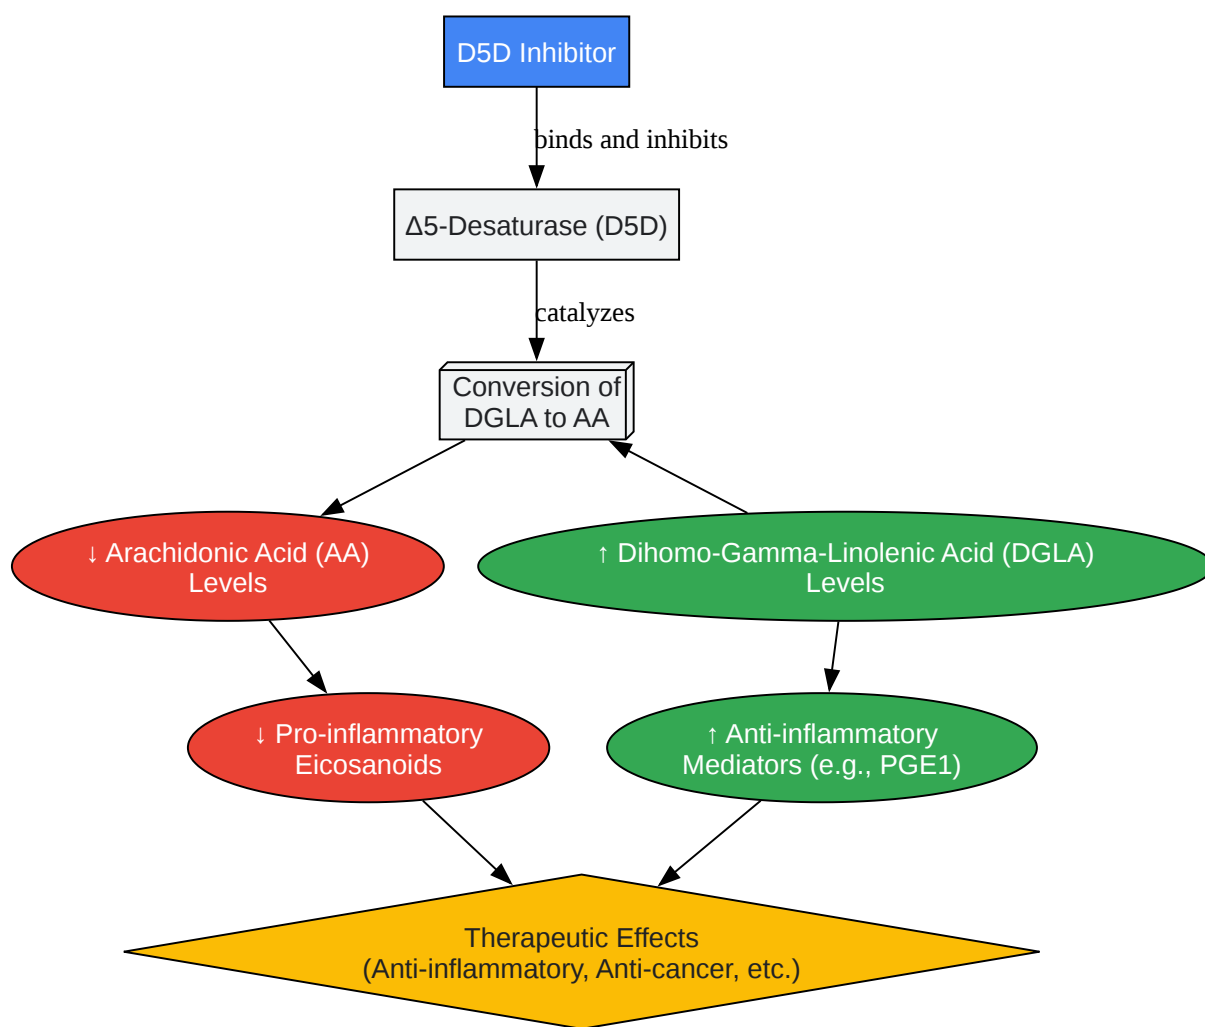 D5D Inhibitor
binds and inhibits
Δ5-Desaturase (D5D)
catalyzes
Conversion of
DGLA to AA
↓ Arachidonic Acid (AA)
Levels
↑ Dihomo-Gamma-Linolenic Acid (DGLA)
Levels
↓ Pro-inflammatory
Eicosanoids
↑ Anti-inflammatory
Mediators (e.g., PGE1)
Therapeutic Effects
(Anti-inflammatory, Anti-cancer, etc.)